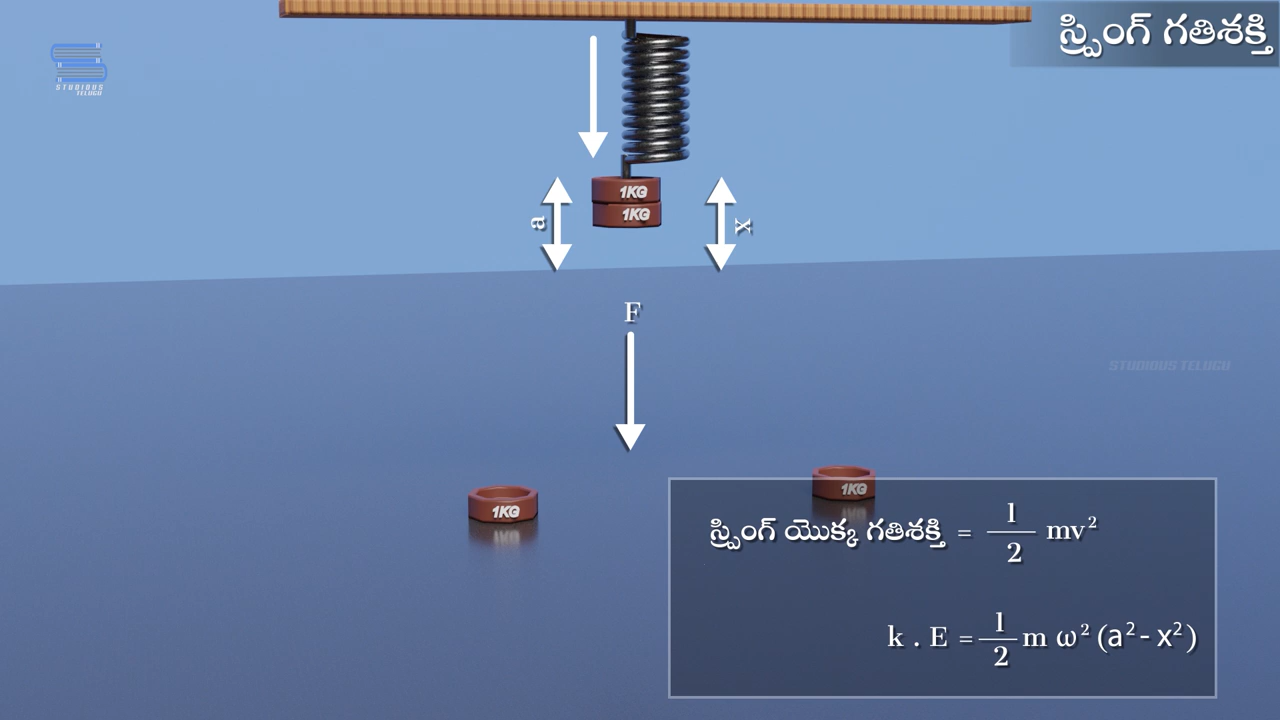 స్ప్రింగ్ గతిశక్తి
STUDIOUS
TELUGU
1KG
1KG
a
x
F
STUDIOUS TELUGU
1KG
1KG
స్ప్రింగ్ యొక్క గతిశక్తి = 1/2 mv²
k . E = 1/2 m ω² (a² - x²)